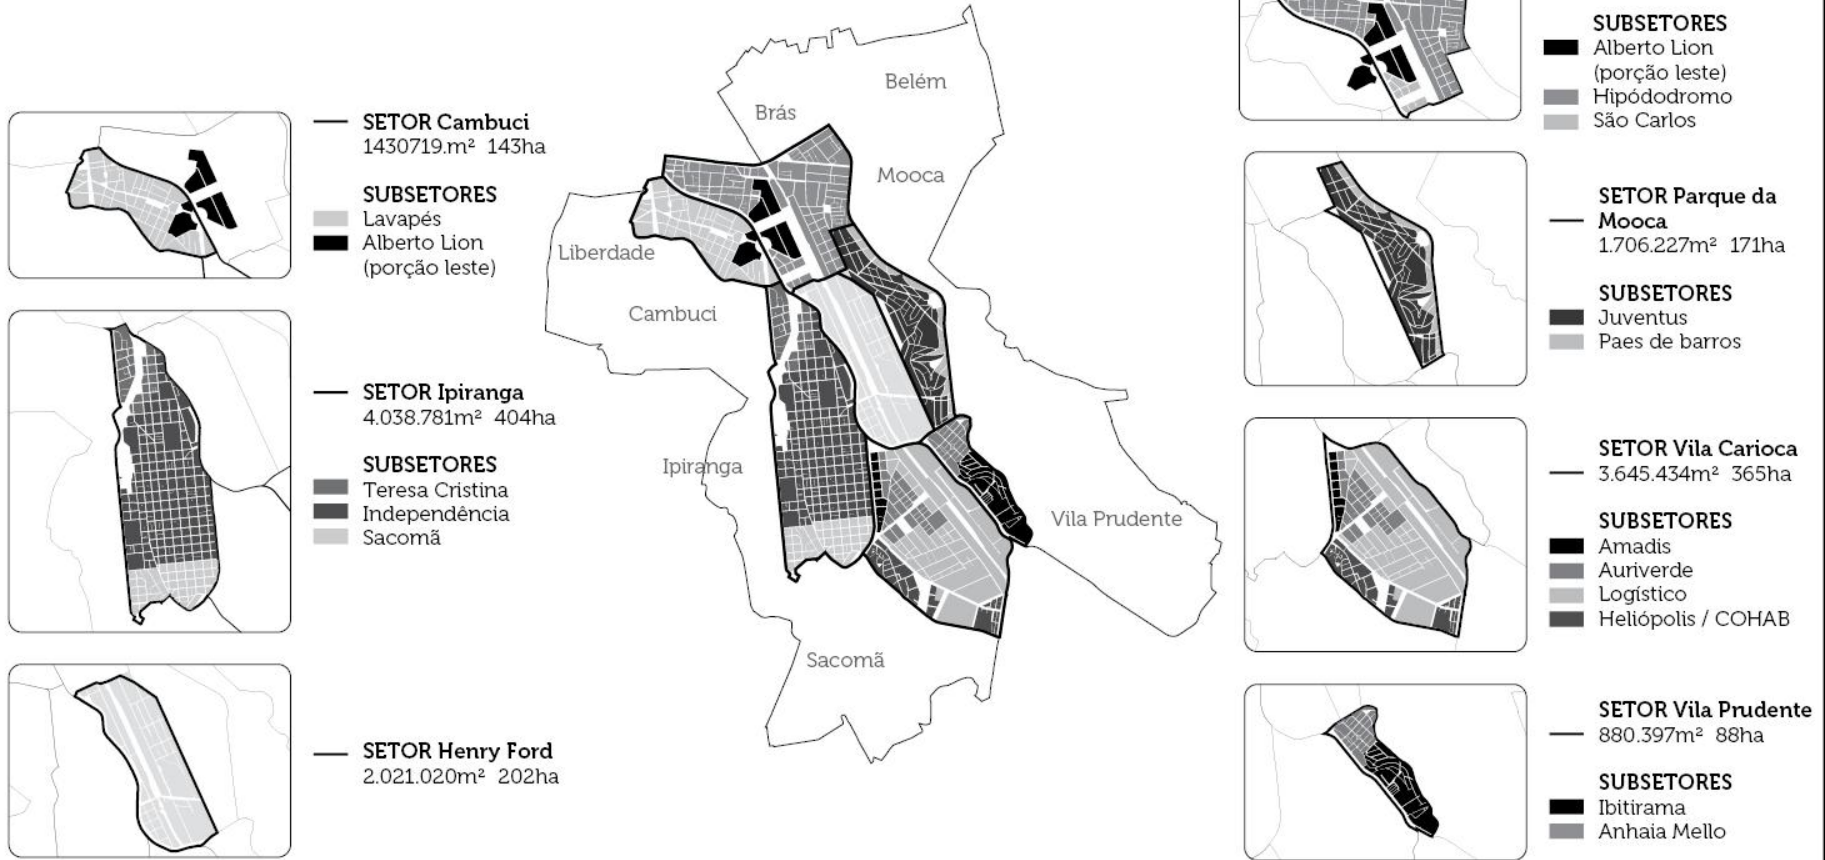 SETOR Cambuci
1430719.m² 143ha
SUBSETORES
Lavapés
Alberto Lion
(porção leste)
SETOR Ipiranga
4.038.781m² 404ha
SUBSETORES
Teresa Cristina
Independência
Sacomã
SETOR Henry Ford
2.021.020m² 202ha
Belém
Brás
Mooca
Liberdade
Cambuci
Ipiranga
Vila Prudente
Sacomã
SUBSETORES
Alberto Lion
(porção leste)
Hipódodromo
São Carlos
SETOR Parque da
Mooca
1.706.227m² 171ha
SUBSETORES
Juventus
Paes de barros
SETOR Vila Carioca
3.645.434m² 365ha
SUBSETORES
Amadis
Auriverde
Logístico
Heliópolis / COHAB
SETOR Vila Prudente
880.397m² 88ha
SUBSETORES
Ibitirama
Anhaia Mello